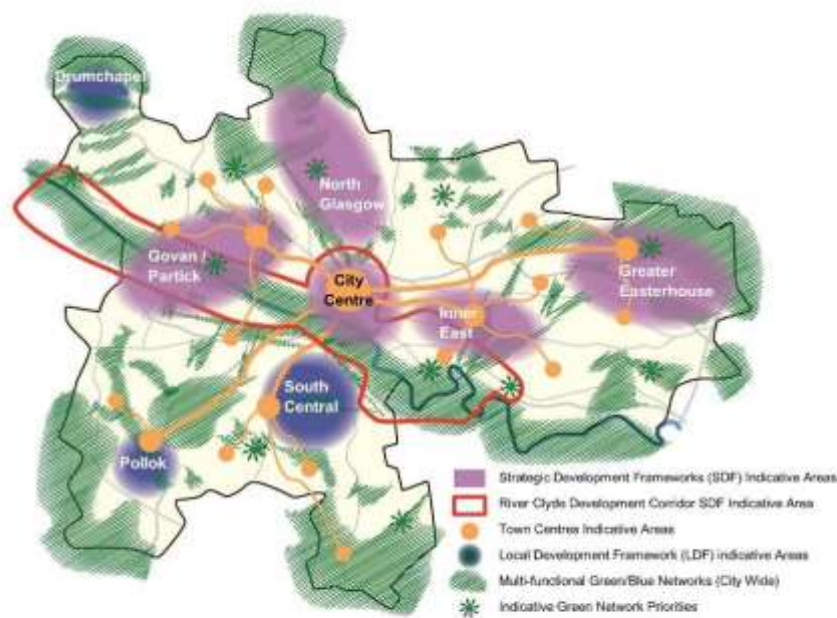 Drumchapel
North
Glasgow
Govan /
Partick
City
Centre
Greater
Easterhouse
Inner
East
South
Central
Pollok
Strategic Development Frameworks (SDF) Indicative Areas
River Clyde Development Corridor SDF Indicative Area
Town Centres Indicative Areas
Local Development Framework (LDF) indicative Areas
Multi-functional Green/Blue Networks (City Wide)
Indicative Green Network Priorities